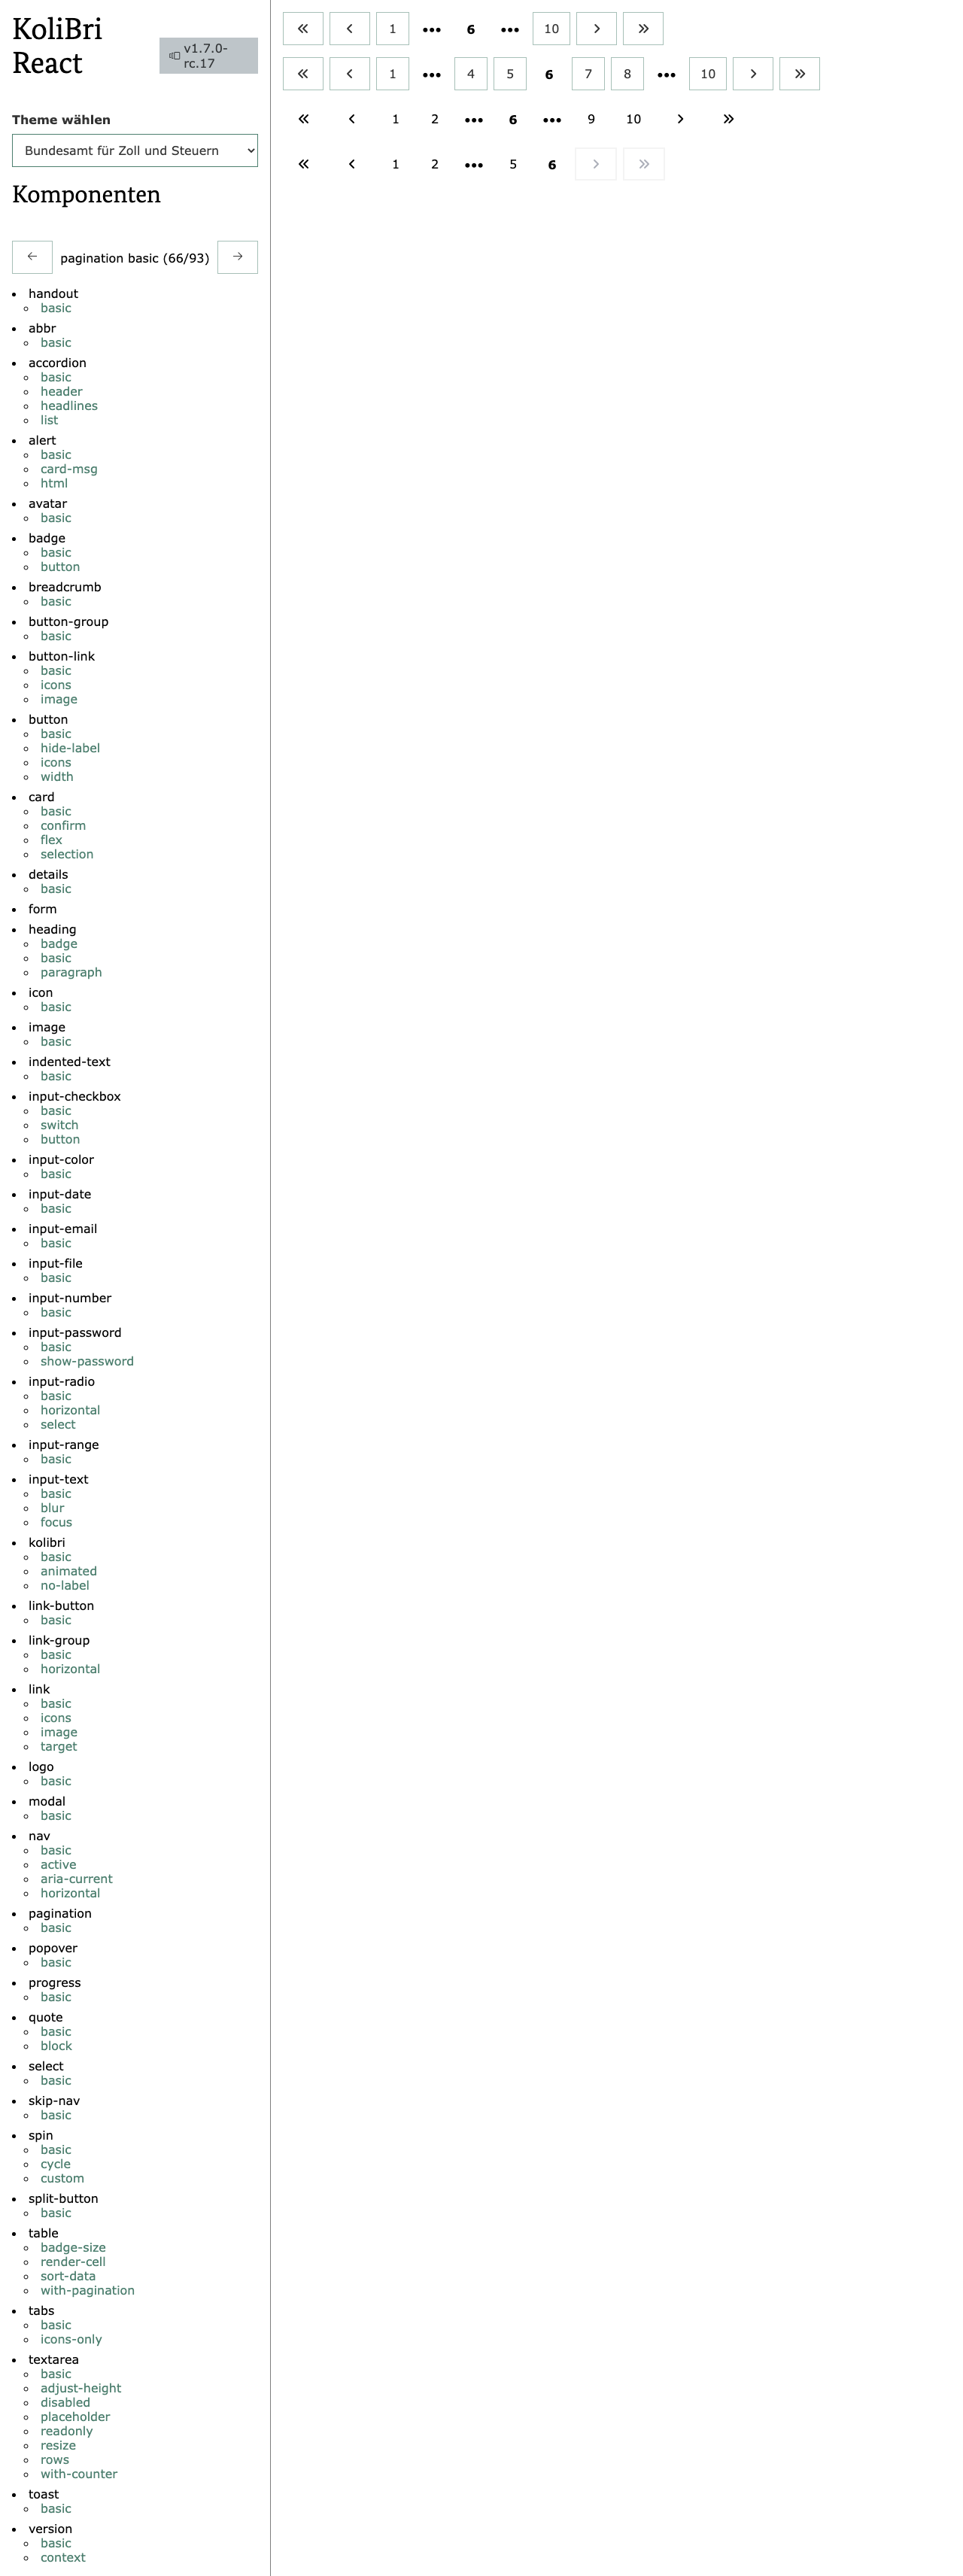 KoliBri
React
v1.7.0-
rc.17
Theme wählen
Bundesamt für Zoll und Steuern
Komponenten
pagination basic (66/93)
handout
basic
abbr
basic
accordion
basic
header
headlines
list
alert
basic
card-msg
html
avatar
basic
badge
basic
button
breadcrumb
basic
button-group
basic
button-link
basic
icons
image
button
basic
hide-label
icons
width
card
basic
confirm
flex
selection
details
basic
form
heading
badge
basic
paragraph
icon
basic
image
basic
indented-text
basic
input-checkbox
basic
switch
button
input-color
basic
input-date
basic
input-email
basic
input-file
basic
input-number
basic
input-password
basic
show-password
input-radio
basic
horizontal
select
input-range
basic
input-text
basic
blur
focus
kolibri
basic
animated
no-label
link-button
basic
link-group
basic
horizontal
link
basic
icons
image
target
logo
basic
modal
basic
nav
basic
active
aria-current
horizontal
pagination
basic
popover
basic
progress
basic
quote
basic
block
select
basic
skip-nav
basic
spin
basic
cycle
custom
split-button
basic
table
badge-size
render-cell
sort-data
with-pagination
tabs
basic
icons-only
textarea
basic
adjust-height
disabled
placeholder
readonly
resize
rows
with-counter
toast
basic
version
basic
context
1 ••• 6 ••• 10
1 ••• 4 5 6 7 8 ••• 10
1 2 ••• 6 ••• 9 10
1 2 ••• 5 6